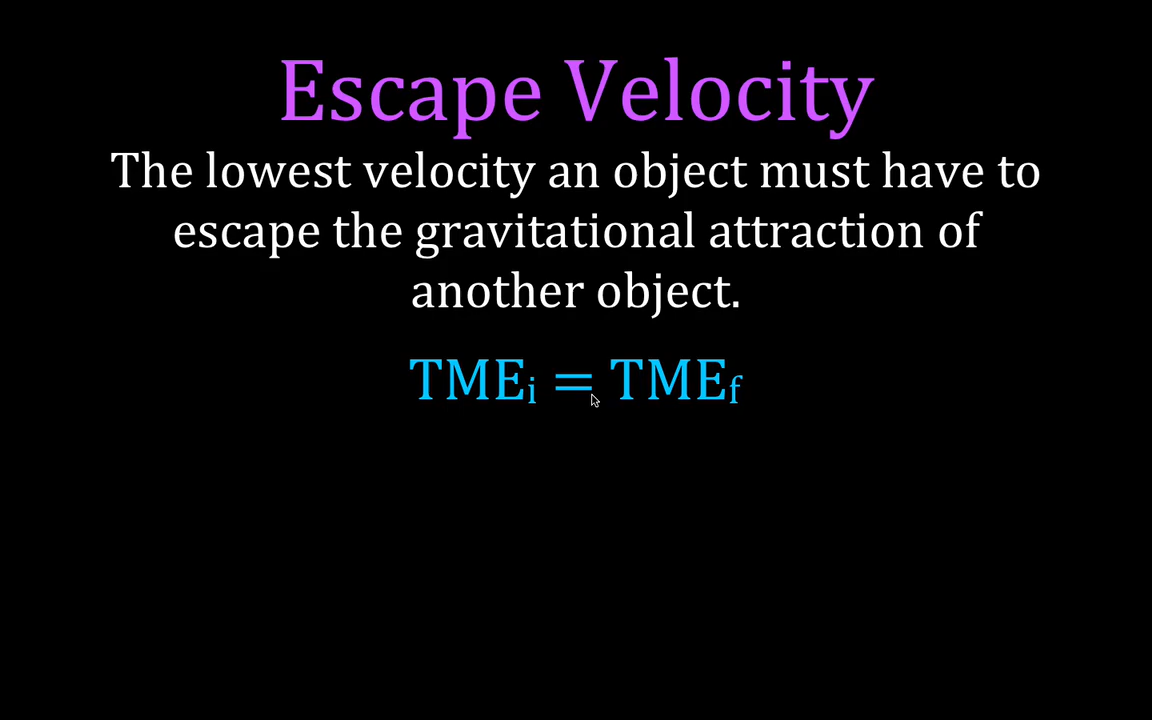 Escape Velocity
The lowest velocity an object must have to
escape the gravitational attraction of
another object.
TMEi = TMEf